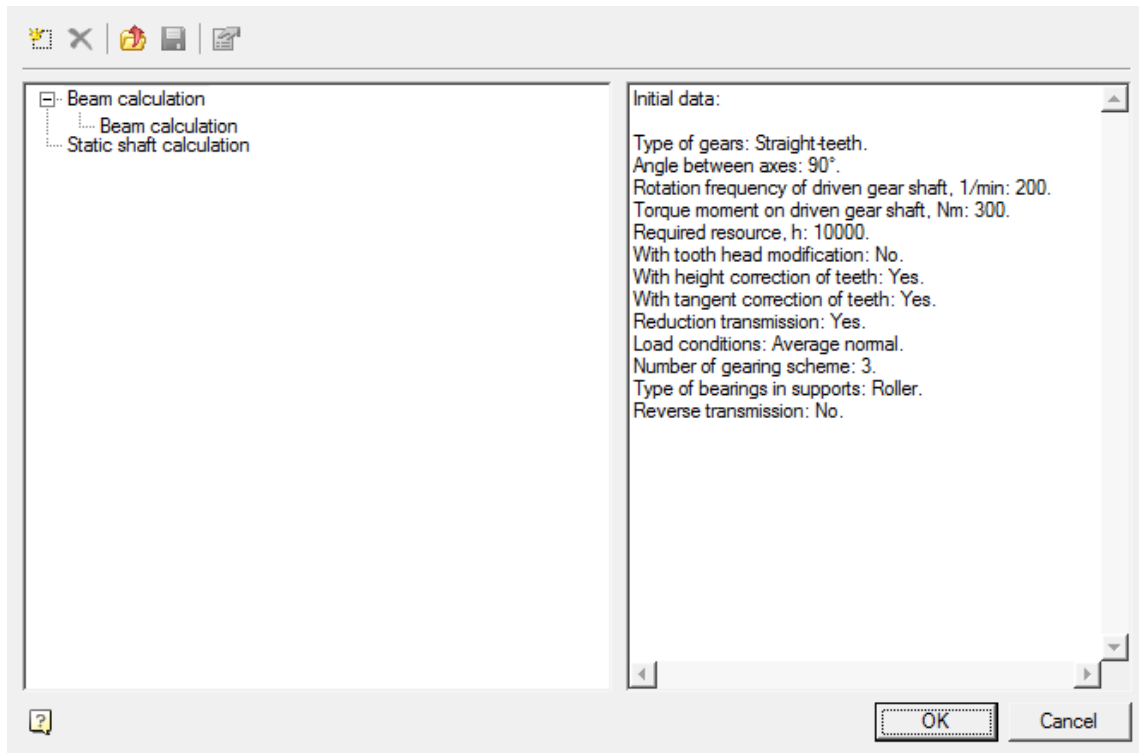 Beam calculation
Beam calculation
Static shaft calculation
Initial data:
Type of gears: Straight-teeth.
Angle between axes: 90°.
Rotation frequency of driven gear shaft, 1/min: 200.
Torque moment on driven gear shaft, Nm: 300.
Required resource, h: 10000.
With tooth head modification: No.
With height correction of teeth: Yes.
With tangent correction of teeth: Yes.
Reduction transmission: Yes.
Load conditions: Average normal.
Number of gearing scheme: 3.
Type of bearings in supports: Roller.
Reverse transmission: No.
OK
Cancel